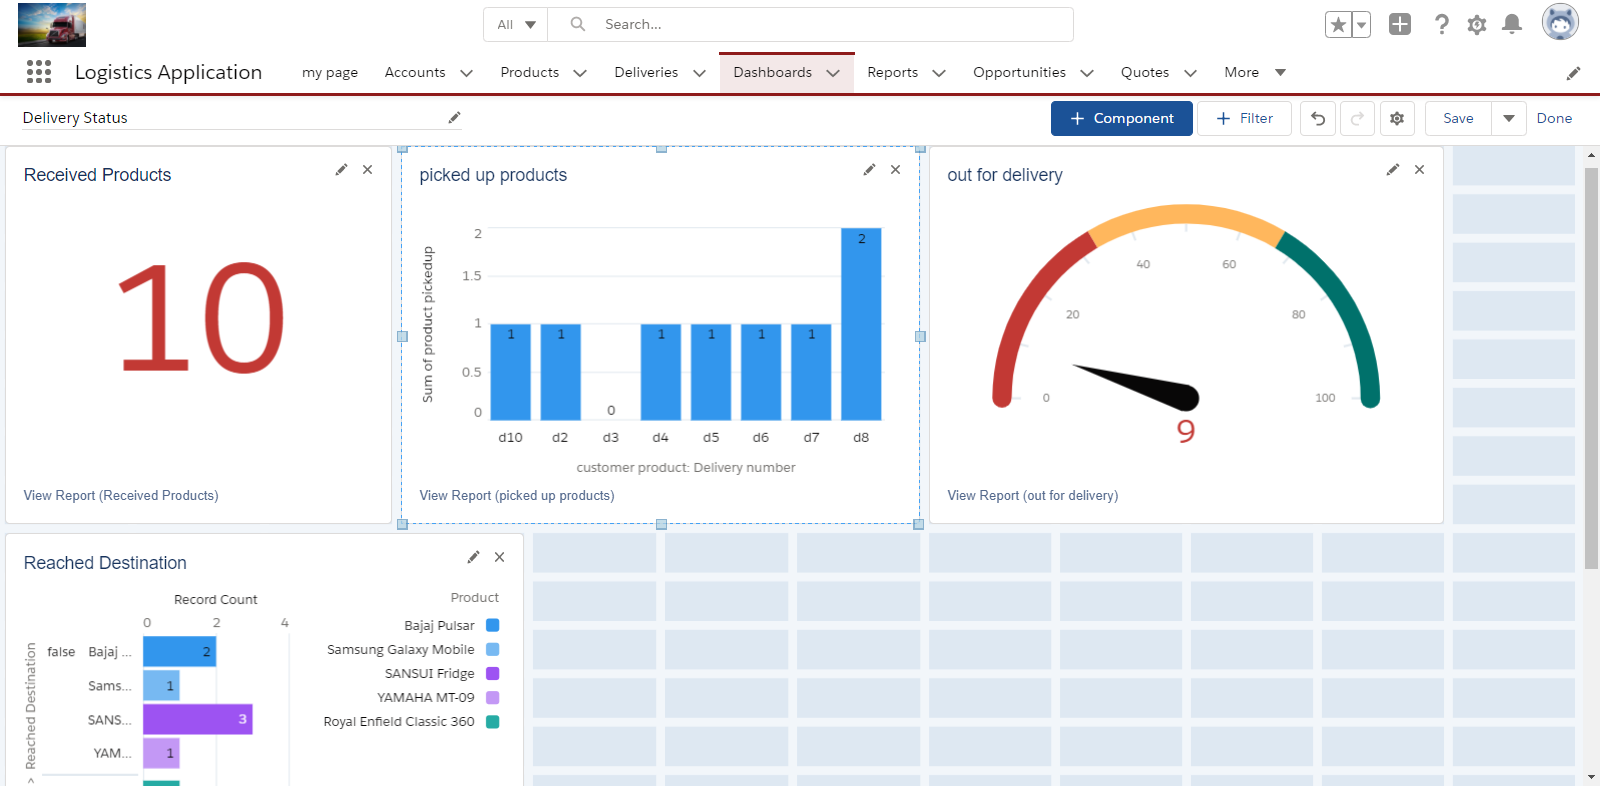 All
Search...
Logistics Application
my page
Accounts
Products
Deliveries
Dashboards
Reports
Opportunities
Quotes
More
Delivery Status
+ Component
+ Filter
Save
Done
Received Products
10
View Report (Received Products)
picked up products
Sum of product pickedup
2
1.5
1
0.5
0
1
1
0
1
1
1
1
2
d10
d2
d3
d4
d5
d6
d7
d8
customer product: Delivery number
View Report (picked up products)
out for delivery
0
20
40
60
80
100
9
View Report (out for delivery)
Reached Destination
Record Count
0
2
4
> Reached Destination
false
Bajaj ...
2
Sams...
1
SANS...
3
YAM...
1
Product
Bajaj Pulsar
Samsung Galaxy Mobile
SANSUI Fridge
YAMAHA MT-09
Royal Enfield Classic 360